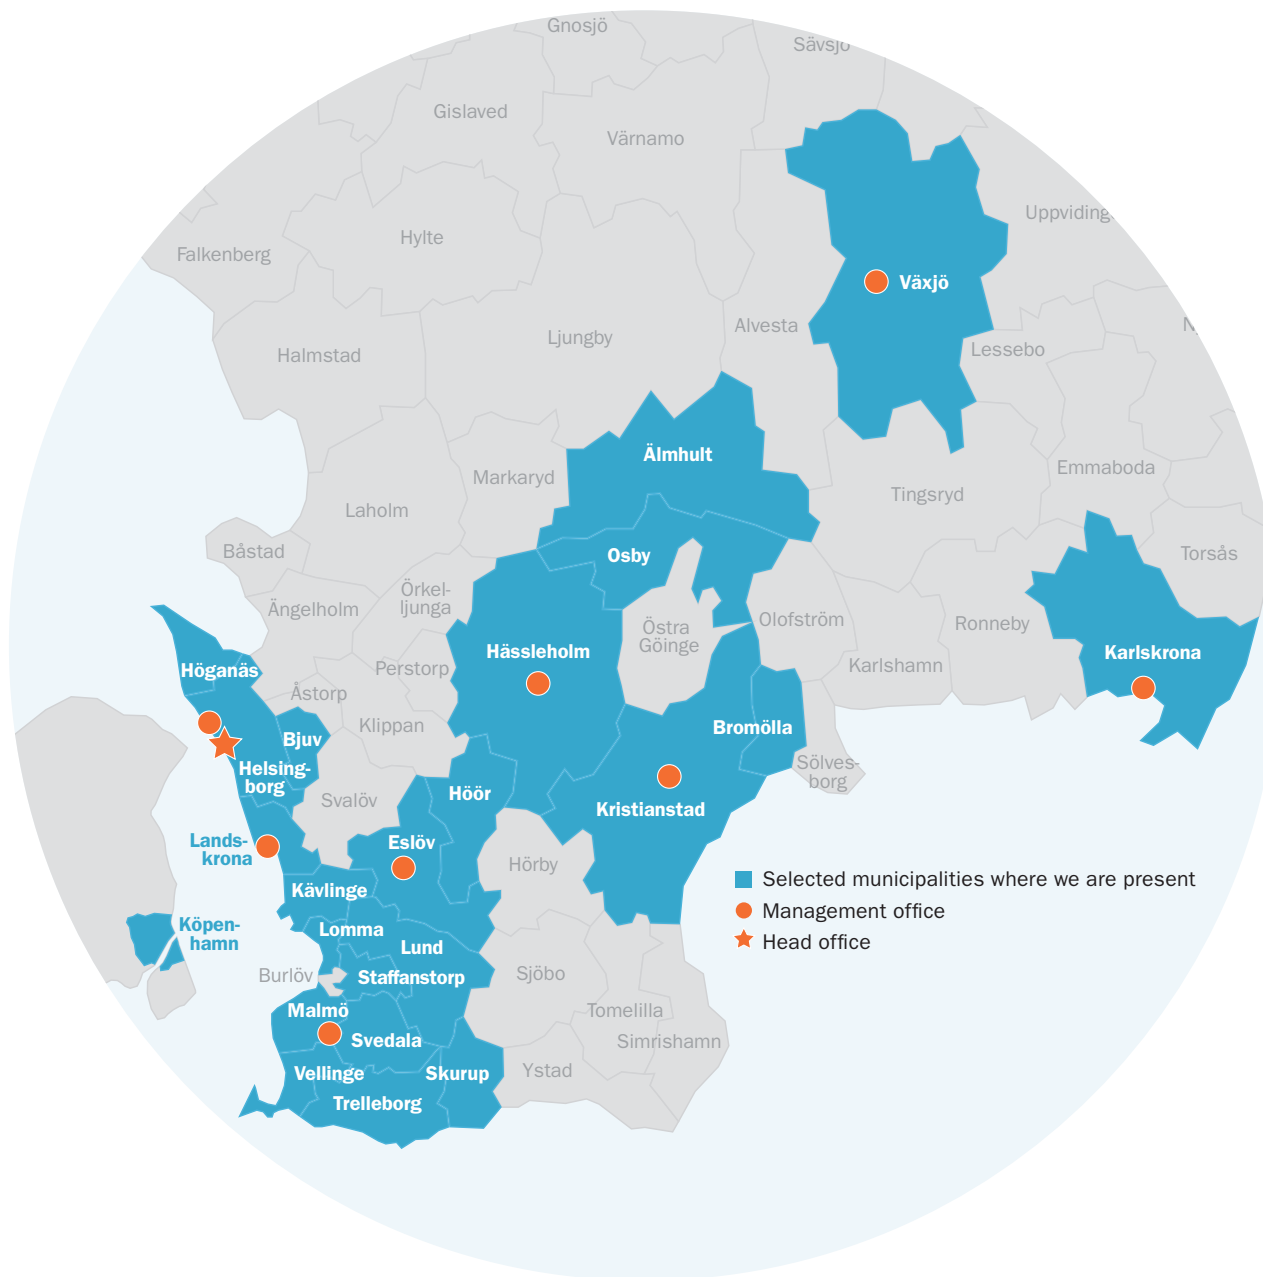 Gnosjö
Sävsjö
Gislaved
Värnamo
Uppviding
Hylte
Falkenberg
Växjö
Alvesta
Ljungby
Lessebo
Halmstad
Älmhult
Emmaboda
Markaryd
Tingsryd
Laholm
Båstad
Osby
Torsås
Örkel-
ljunga
Ängelholm
Olofström
Ronneby
Östra
Göinge
Hässleholm
Karlskrona
Karlshamn
Höganäs
Perstorp
Åstorp
Klippan
Bromölla
Bjuv
Sölves-
borg
Helsing-
borg
Höör
Svalöv
Kristianstad
Lands-
krona
Eslöv
Hörby
Selected municipalities where we are present
Kävlinge
Management office
Köpen-
hamn
Lomma
Head office
Lund
Burlöv
Staffanstorp
Sjöbo
Malmö
Tomelilla
Svedala
Simrishamn
Vellinge
Skurup
Ystad
Trelleborg